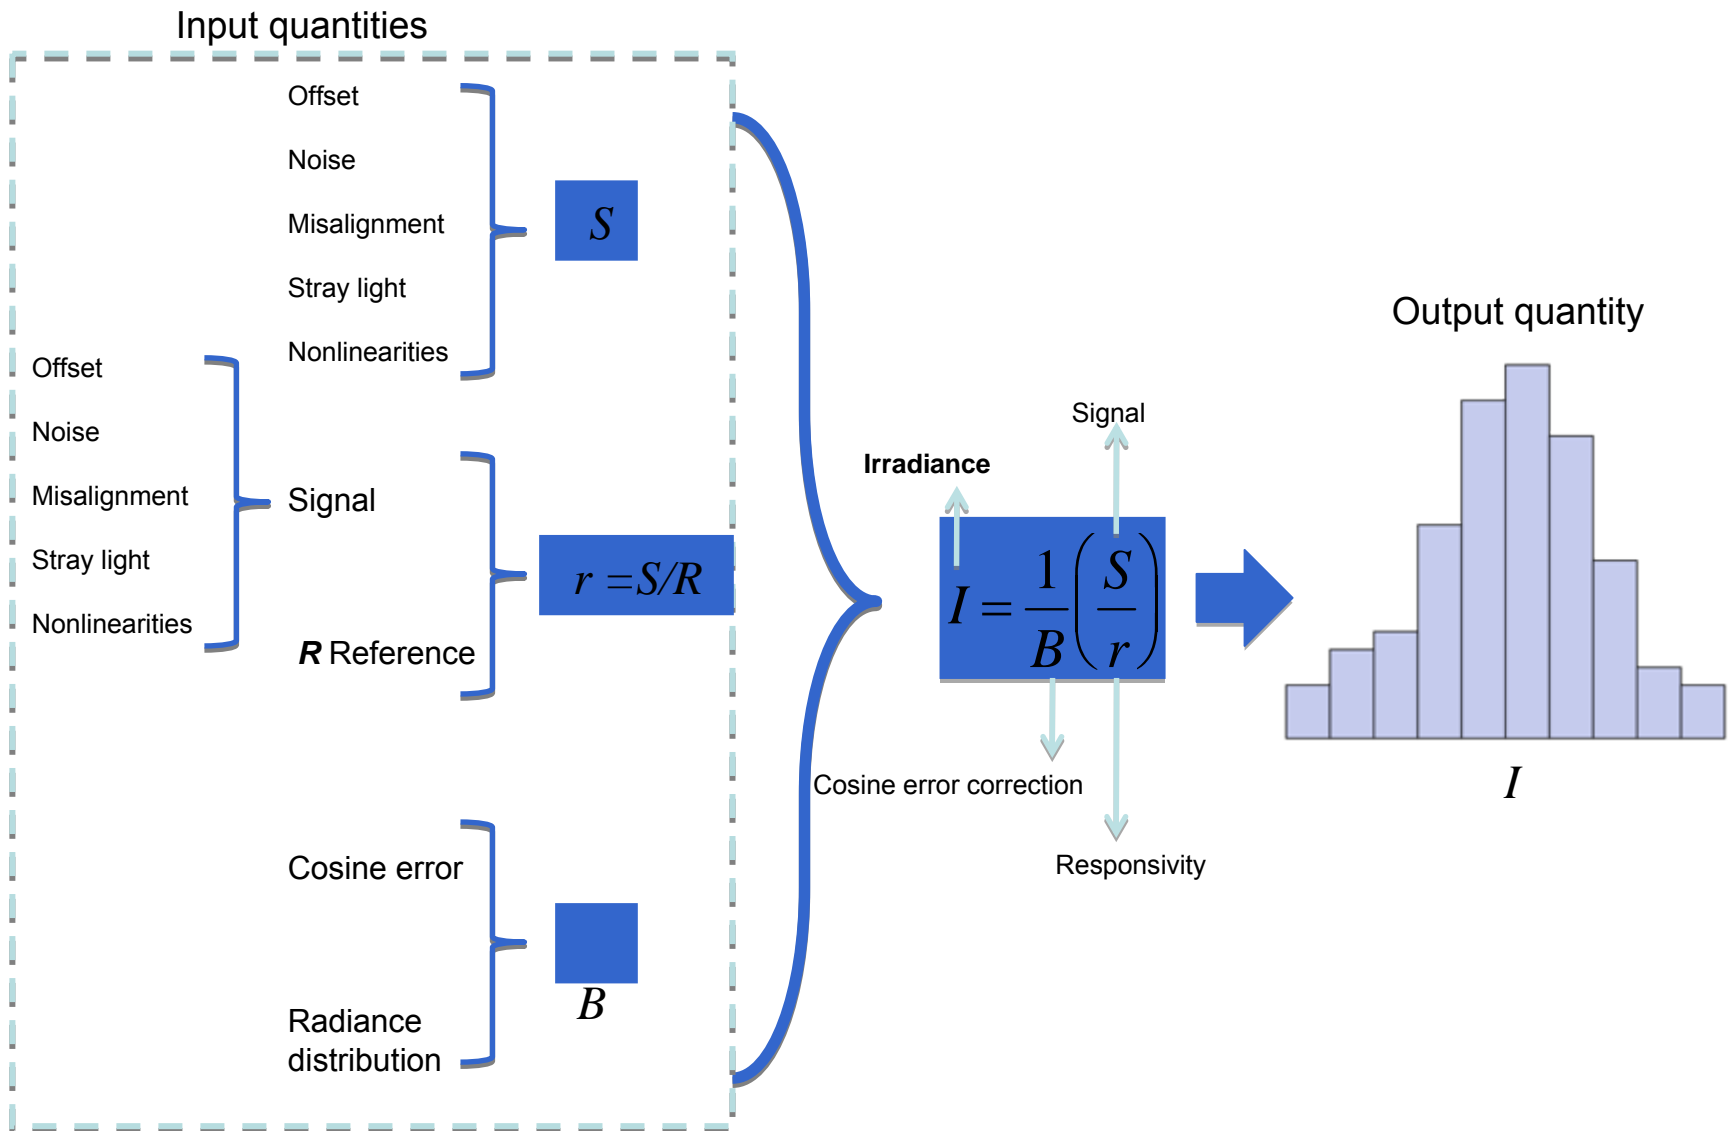 Input quantities
Offset
Noise
Misalignment
Stray light
Nonlinearities
S
Offset
Noise
Misalignment
Stray light
Nonlinearities
Signal
R Reference
r =S/R
Cosine error
Radiance
distribution
B
Irradiance
Signal
I = 1/B (S/r)
Cosine error correction
Responsivity
Output quantity
I